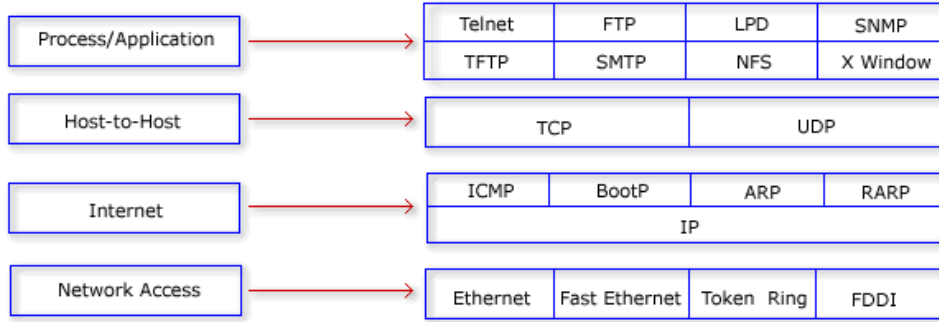 Process/Application
Telnet FTP LPD SNMP
TFTP SMTP NFS X Window
Host-to-Host
TCP UDP
Internet
ICMP BootP ARP RARP
IP
Network Access
Ethernet Fast Ethernet Token Ring FDDI